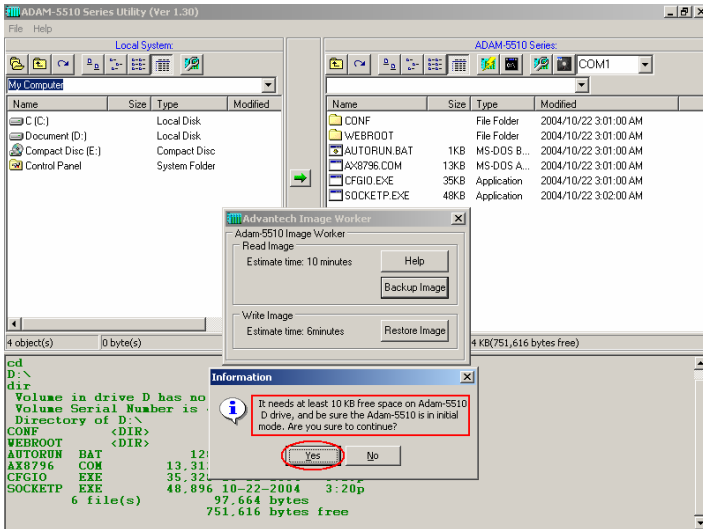 ADAM-5510 Series Utility (Ver 1.30)
File Help
Local System:
My Computer
Name Size Type Modified
C (C:) Local Disk
Document (D:) Local Disk
Compact Disc (E:) Compact Disc
Control Panel System Folder
4 object(s) 0 byte(s)
ADAM-5510 Series:
COM1
Name Size Type Modified
CONF File Folder 2004/10/22 3:01:00 AM
WEBROOT File Folder 2004/10/22 3:01:00 AM
AUTORUN.BAT 1KB MS-DOS B... 2004/10/22 3:01:00 AM
AX8796.COM 13KB MS-DOS A... 2004/10/22 3:01:00 AM
CFGIO.EXE 35KB Application 2004/10/22 3:01:00 AM
SOCKETP.EXE 48KB Application 2004/10/22 3:02:00 AM
4 KB(751,616 bytes free)
Advantech Image Worker
Adam-5510 Image Worker
Read Image
Estimate time: 10 minutes
Help
Backup Image
Write Image
Estimate time: 6minutes
Restore Image
Information
It needs at least 10 KB free space on Adam-5510
D drive, and be sure the Adam-5510 is in initial
mode. Are you sure to continue?
Yes No
cd
D:\
dir
Volume in drive D has no
Volume Serial Number is
Directory of D:\
CONF <DIR>
WEBROOT <DIR>
AUTORUN BAT 12
AX8796 COM 13,31
CFGIO EXE
SOCKETP EXE 48,896 10-22-2004 3:20p
6 file(s) 97,664 bytes
751,616 bytes free